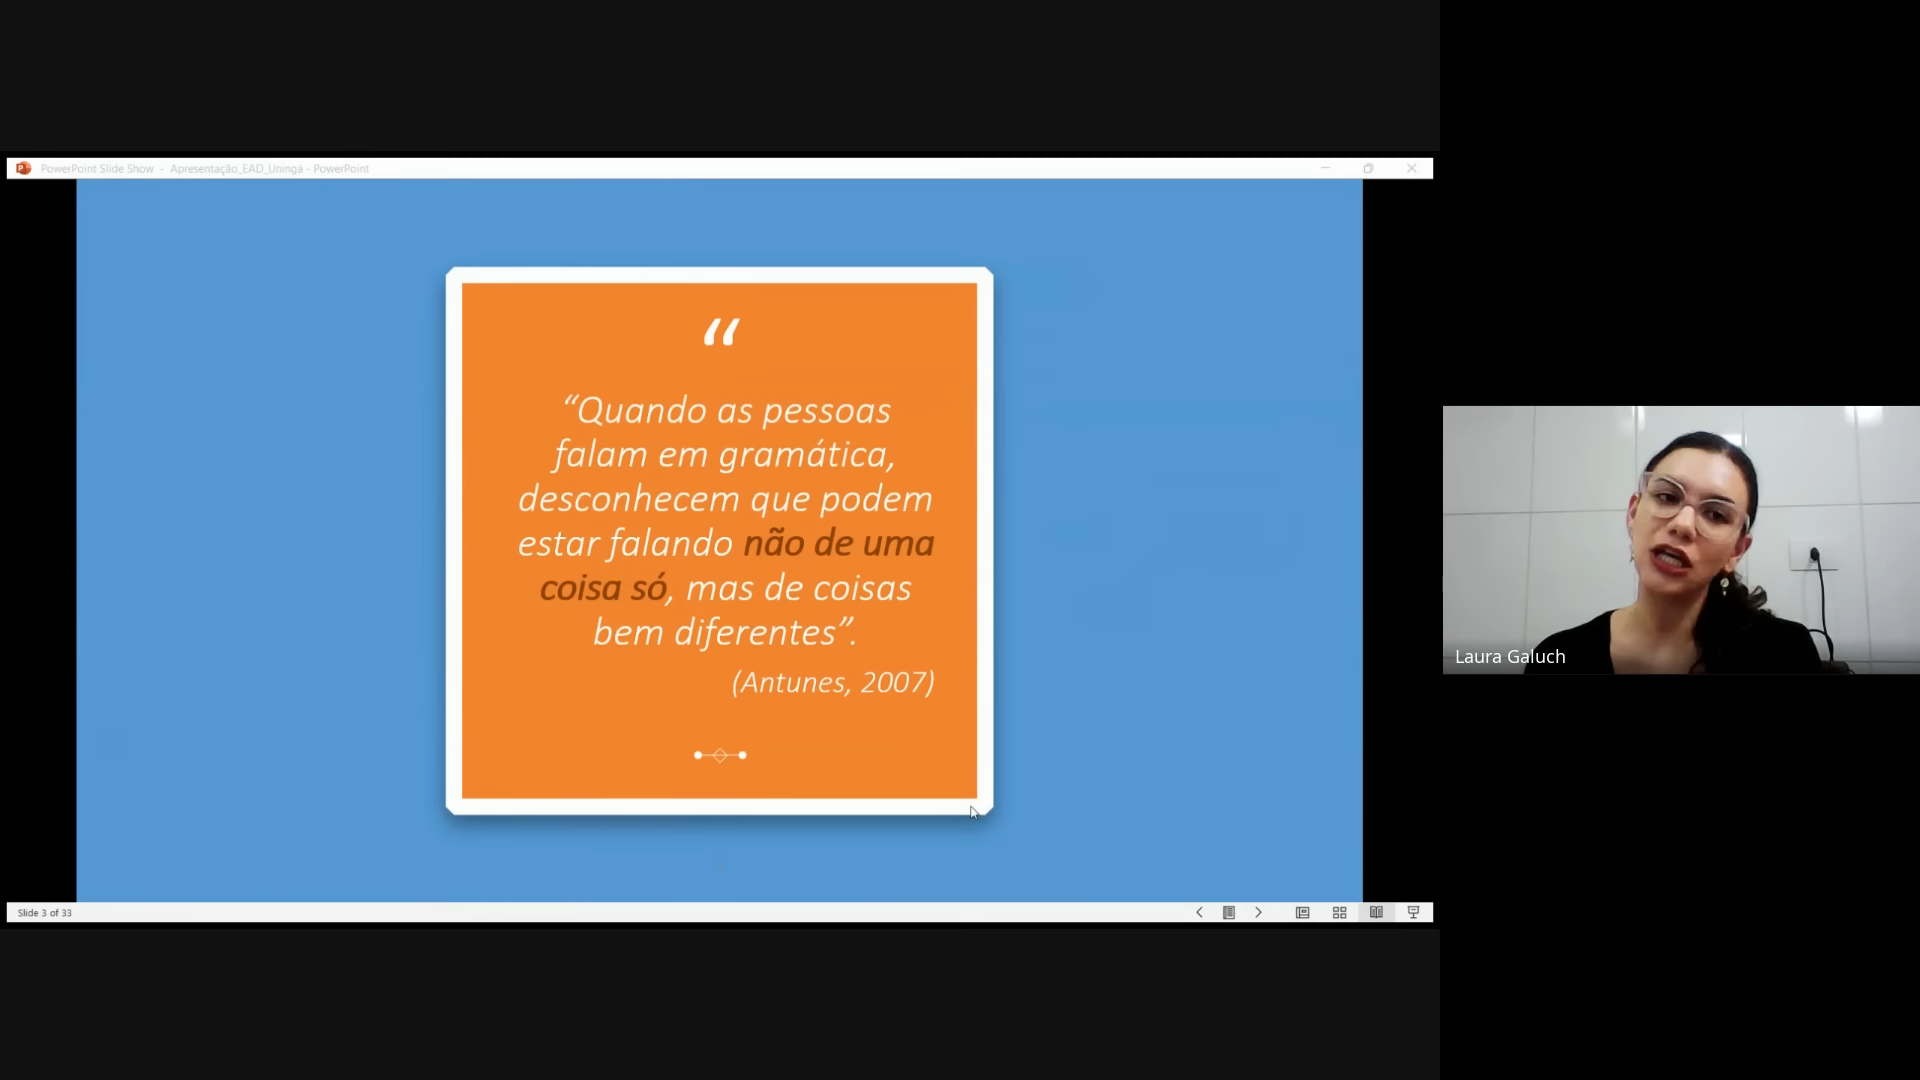 PowerPoint Slide Show - Apresentação_EAD_Uningá - PowerPoint
“
“Quando as pessoas
falam em gramática,
desconhecem que podem
estar falando não de uma
coisa só, mas de coisas
bem diferentes”.
(Antunes, 2007)
Laura Galuch
Slide 3 of 33